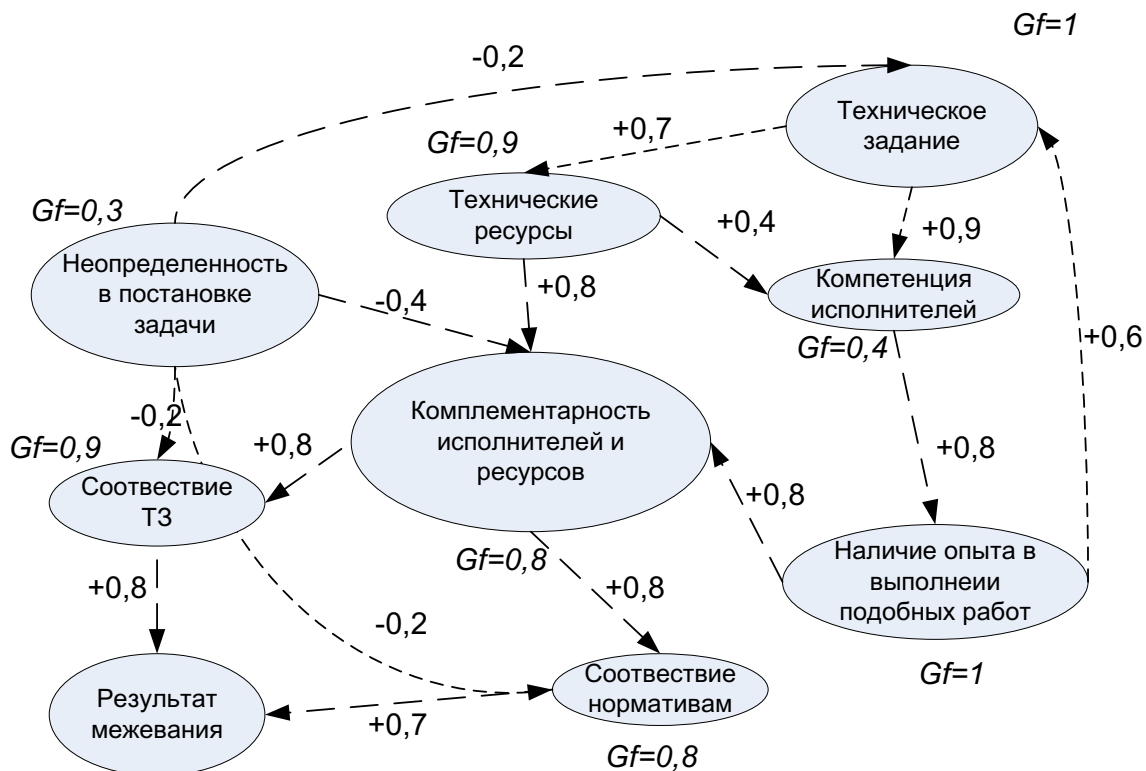 Gf=1
-0,2
Техническое
задание
+0,7
Gf=0,9
Технические
ресурсы
Gf=0,3
+0,4
+0,9
Неопределенность
в постановке
задачи
-0,4
+0,8
Компетенция
исполнителей
Gf=0,4
+0,6
-0,2
Gf=0,9
+0,8
Комплементарность
исполнителей и
ресурсов
+0,8
Соотвествие
ТЗ
+0,8
Наличие опыта в
выполнеии
подобных работ
Gf=0,8
+0,8
+0,8
-0,2
Соотвествие
нормативам
Gf=1
Результат
межевания
+0,7
Gf=0,8